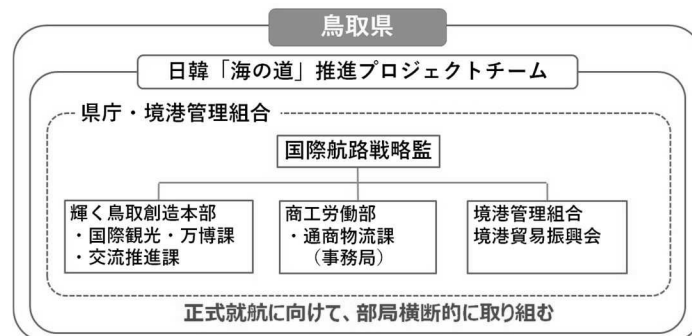 鳥取県
日韓「海の道」推進プロジェクトチーム
県庁・境港管理組合
国際航路戦略監
輝く鳥取創造本部
・国際観光・万博課
・交流推進課
商工労働部
・通商物流課
（事務局）
境港管理組合
境港貿易振興会
正式就航に向けて、部局横断的に取り組む